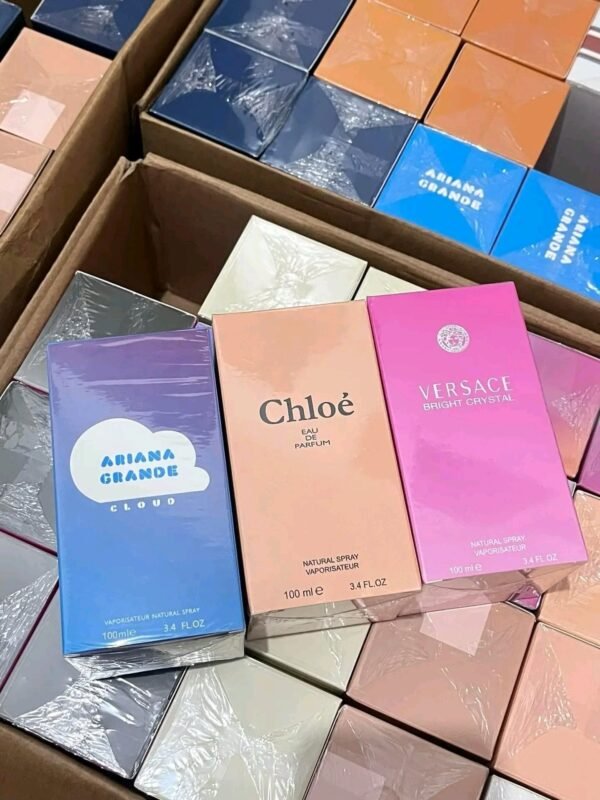 ARIANA
GRANDE
ARIANA
GRANDE
ARIANA
GRANDE
CLOUD
VAPORISATEUR NATURAL SPRAY
100ml e 3.4 FL.OZ
Chloé
EAU
DE
PARFUM
NATURAL SPRAY
VAPORISATEUR
100 ml e 3.4 FL.OZ
VERSACE
BRIGHT CRYSTAL
NATURAL SPRAY
VAPORISATEUR
100 ml e 3.4 FL.OZ